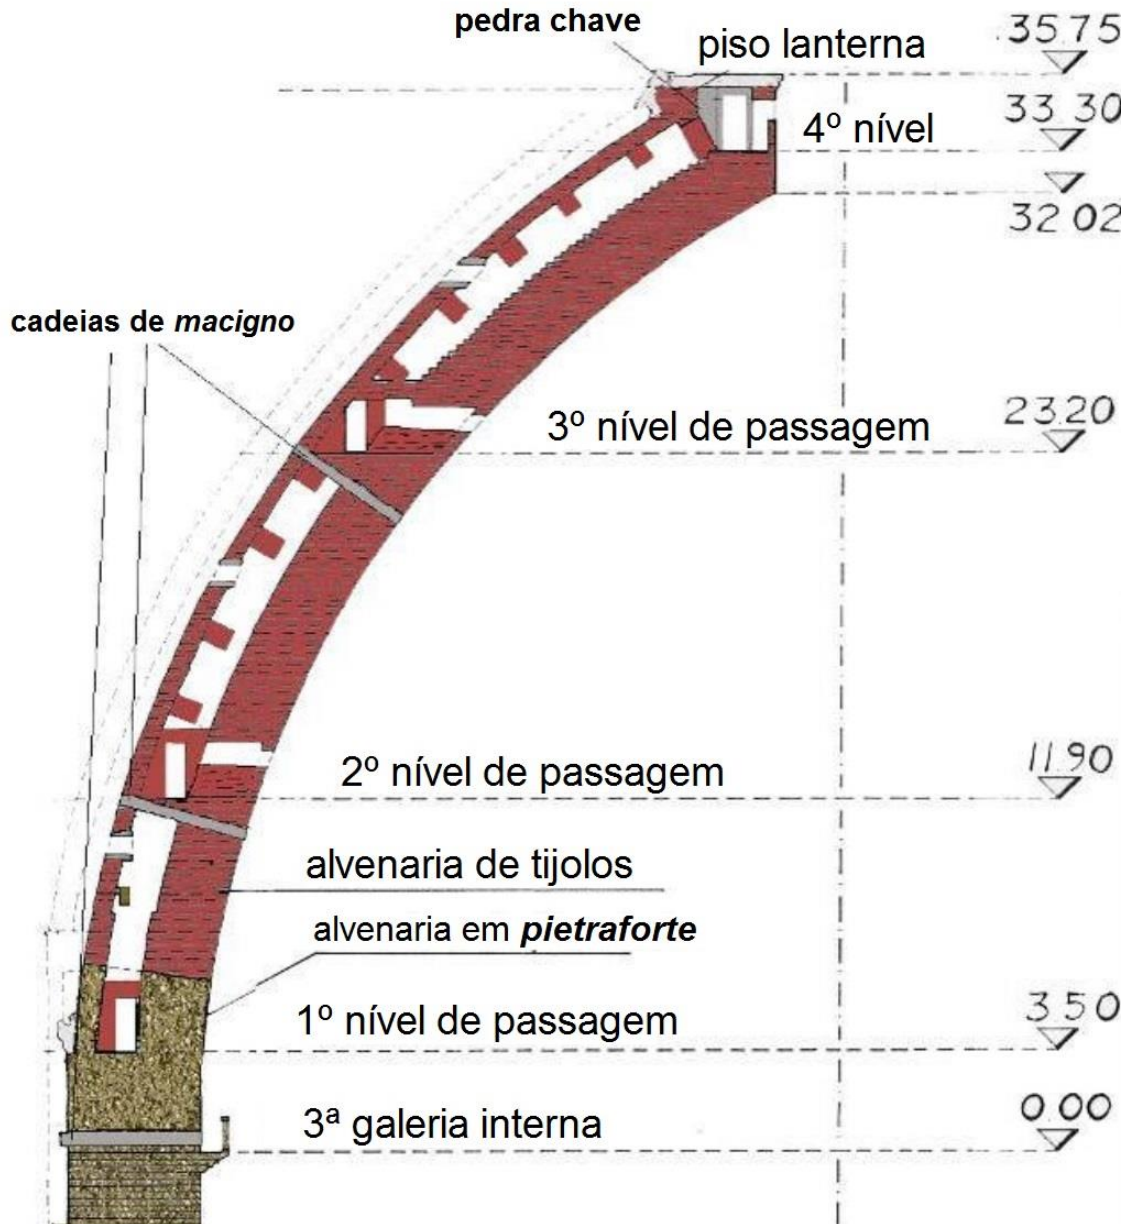 pedra chave
piso lanterna
35.75
33.30
4º nível
32.02
cadeias de macigno
3º nível de passagem
23.20
2º nível de passagem
11.90
alvenaria de tijolos
alvenaria em pietraforte
1º nível de passagem
3.50
3ª galeria interna
0.00